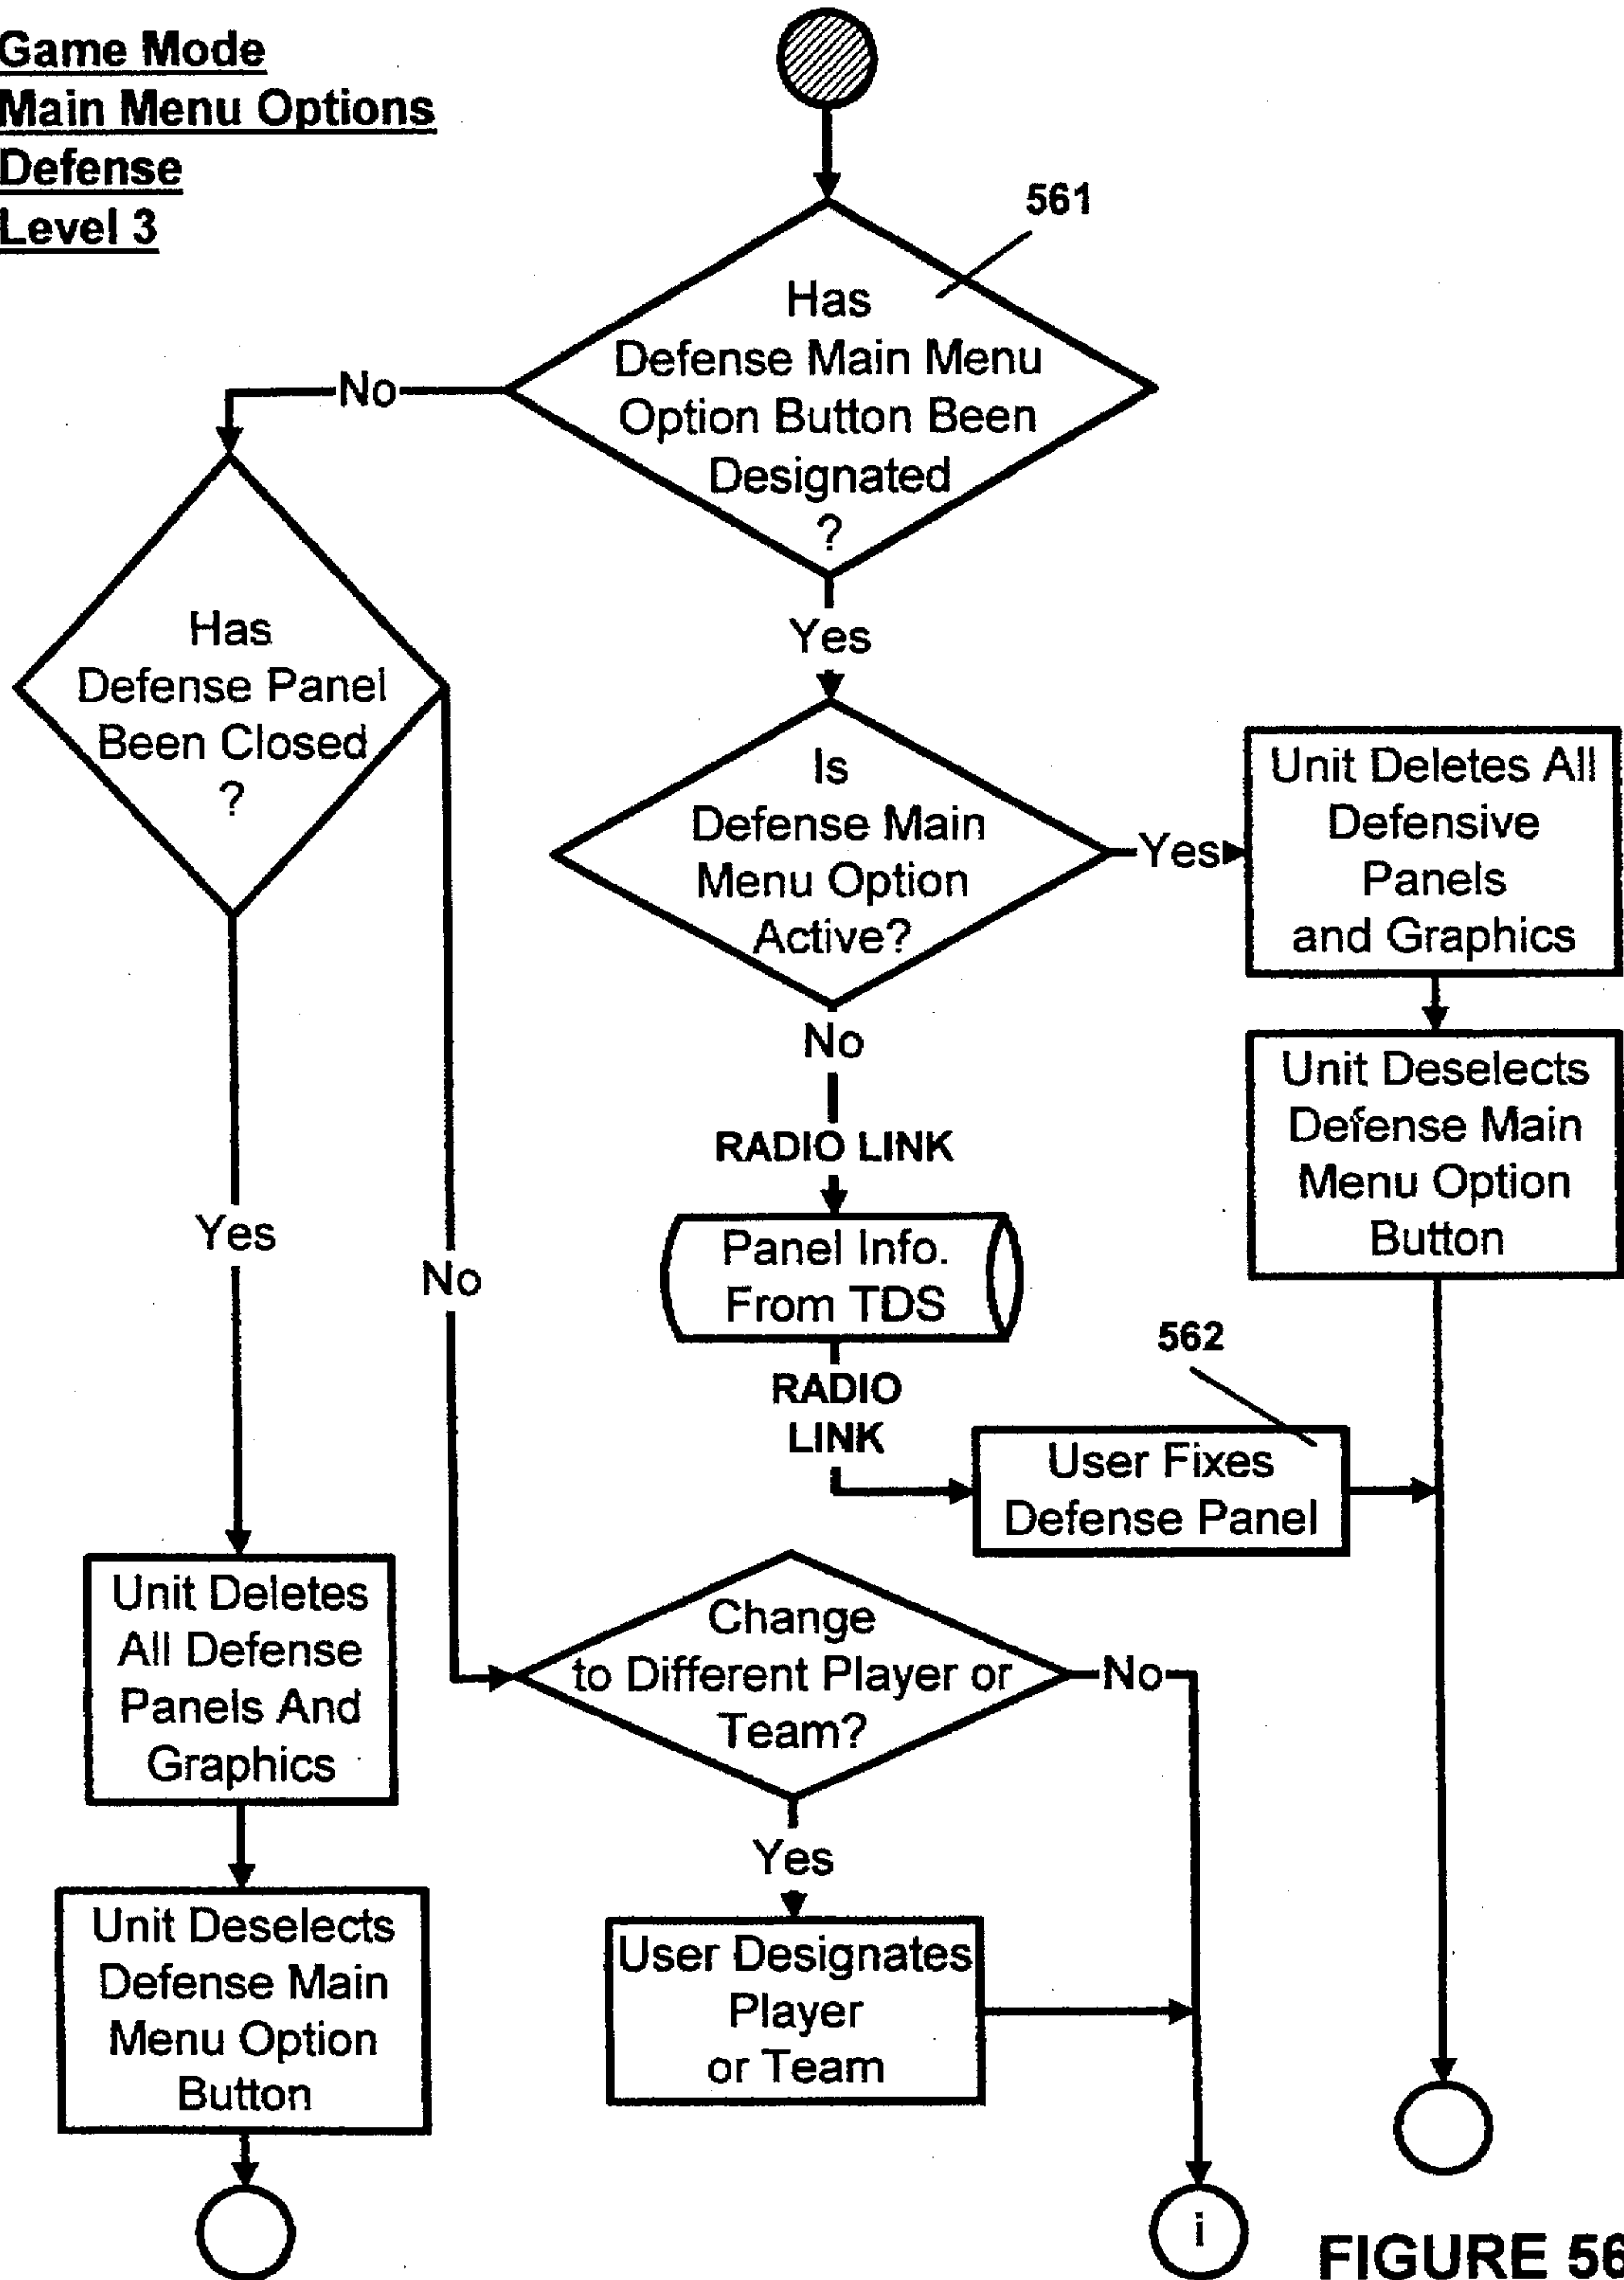 Game Mode
Main Menu Options
Defense
Level 3
561
Has
Defense Main Menu
Option Button Been
Designated
?
No
Yes
Has
Defense Panel
Been Closed
?
Yes
No
Is
Defense Main
Menu Option
Active?
Yes
No
Unit Deletes All
Defensive
Panels
and Graphics
Unit Deselects
Defense Main
Menu Option
Button
RADIO LINK
Panel Info.
From TDS
RADIO
LINK
562
User Fixes
Defense Panel
Unit Deletes
All Defense
Panels And
Graphics
Change
to Different Player or
Team?
No
Yes
Unit Deselects
Defense Main
Menu Option
Button
User Designates
Player
or Team
i
FIGURE 56